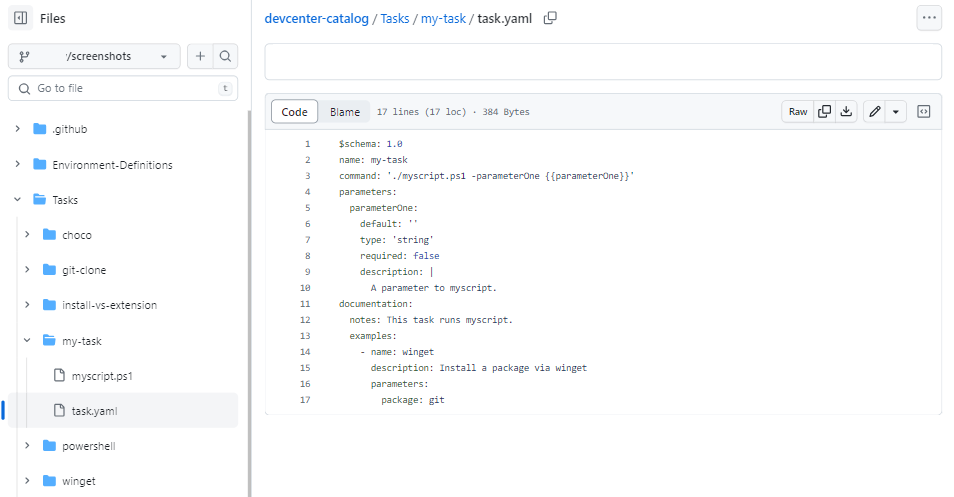 Files
/screenshots
Go to file
t
.github
Environment-Definitions
Tasks
choco
git-clone
install-vs-extension
my-task
myscript.ps1
task.yaml
powershell
winget
devcenter-catalog / Tasks / my-task / task.yaml
Code Blame 17 lines (17 loc) · 384 Bytes Raw
1 $schema: 1.0
2 name: my-task
3 command: './myscript.ps1 -parameterOne {{parameterOne}}'
4 parameters:
5 parameterOne:
6 default: ''
7 type: 'string'
8 required: false
9 description: |
10 A parameter to myscript.
11 documentation:
12 notes: This task runs myscript.
13 examples:
14 - name: winget
15 description: Install a package via winget
16 parameters:
17 package: git